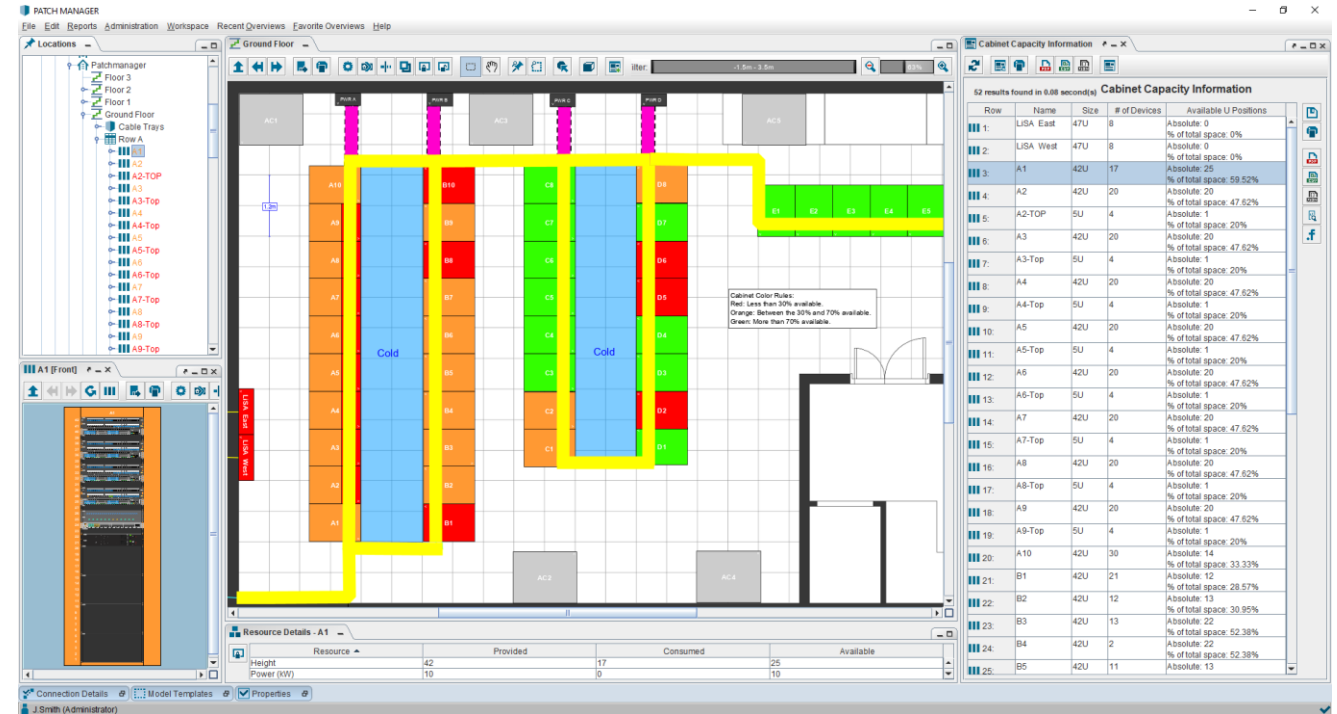 PATCH MANAGER
File Edit Reports Administration Workspace Recent Overviews Favorite Overviews Help
Locations
Patchmanager
Floor 3
Floor 2
Floor 1
Ground Floor
Cable Trays
Row A
A1
A2
A2-TOP
A3
A3-Top
A4
A4-Top
A5
A5-Top
A6
A6-Top
A7
A7-Top
A8
A8-Top
A9
A9-Top
A1 [Front]
Ground Floor
ilter:
-1.5m - 3.5m
83%
AC1
PWR A
PWR B
AC3
PWR C
PWR D
AC5
1.2m
A10
A9
A8
A7
A6
A5
A4
A3
A2
A1
Cold
B10
B9
B8
B7
B6
B5
B4
B3
B2
B1
C8
C7
C6
C5
C4
C3
C2
C1
Cold
D8
D7
D6
D5
D4
D3
D2
D1
E1 E2 E3 E4 E5
Cabinet Color Rules:
Red: Less than 30% available.
Orange: Between the 30% and 70% available.
Green: More than 70% available.
LiSA East
LiSA West
AC2
AC4
Resource Details - A1
Resource Provided Consumed Available
Height 42 17 25
Power (kW) 10 0 10
Cabinet Capacity Information
52 results found in 0.08 second(s) Cabinet Capacity Information
Row Name Size # of Devices Available U Positions
1: LiSA East 47U 8 Absolute: 0
% of total space: 0%
2: LiSA West 47U 8 Absolute: 0
% of total space: 0%
3: A1 42U 17 Absolute: 25
% of total space: 59.52%
4: A2 42U 20 Absolute: 20
% of total space: 47.62%
5: A2-TOP 5U 4 Absolute: 1
% of total space: 20%
6: A3 42U 20 Absolute: 20
% of total space: 47.62%
7: A3-Top 5U 4 Absolute: 1
% of total space: 20%
8: A4 42U 20 Absolute: 20
% of total space: 47.62%
9: A4-Top 5U 4 Absolute: 1
% of total space: 20%
10: A5 42U 20 Absolute: 20
% of total space: 47.62%
11: A5-Top 5U 4 Absolute: 1
% of total space: 20%
12: A6 42U 20 Absolute: 20
% of total space: 47.62%
13: A6-Top 5U 4 Absolute: 1
% of total space: 20%
14: A7 42U 20 Absolute: 20
% of total space: 47.62%
15: A7-Top 5U 4 Absolute: 1
% of total space: 20%
16: A8 42U 20 Absolute: 20
% of total space: 47.62%
17: A8-Top 5U 4 Absolute: 1
% of total space: 20%
18: A9 42U 20 Absolute: 20
% of total space: 47.62%
19: A9-Top 5U 4 Absolute: 1
% of total space: 20%
20: A10 42U 30 Absolute: 14
% of total space: 33.33%
21: B1 42U 21 Absolute: 12
% of total space: 28.57%
22: B2 42U 12 Absolute: 13
% of total space: 30.95%
23: B3 42U 13 Absolute: 22
% of total space: 52.38%
24: B4 42U 2 Absolute: 22
% of total space: 52.38%
25: B5 42U 11 Absolute: 13
Connection Details Model Templates Properties
J.Smith (Administrator)